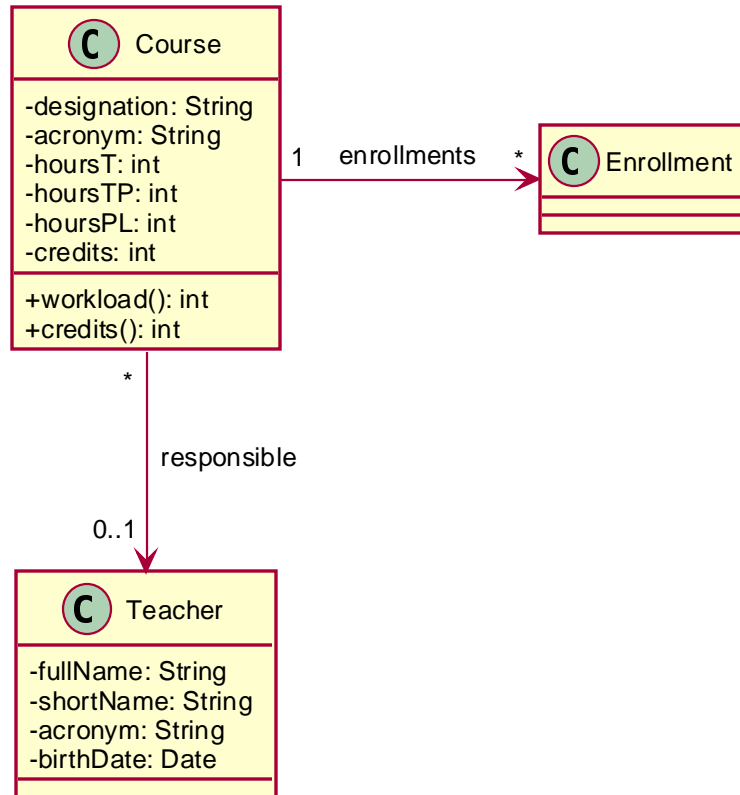 C Course
-designation: String
-acronym: String
-hoursT: int
-hoursTP: int
-hoursPL: int
-credits: int
+workload(): int
+credits(): int
1 enrollments *
C Enrollment
*
responsible
0..1
C Teacher
-fullName: String
-shortName: String
-acronym: String
-birthDate: Date